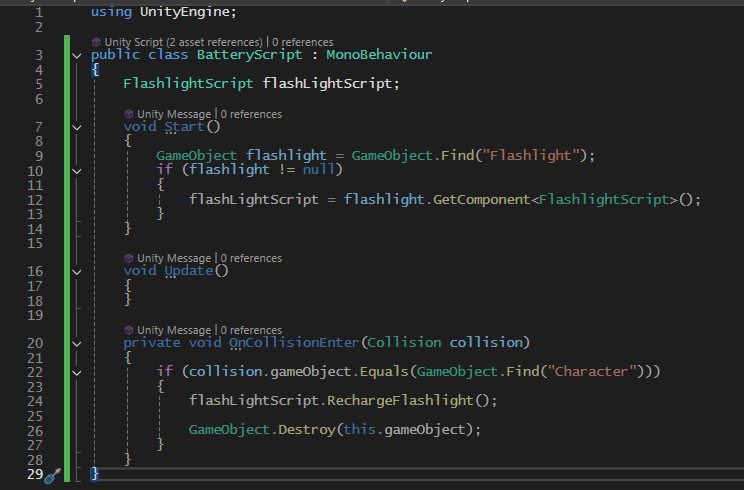 1 using UnityEngine;
2
Unity Script (2 asset references) | 0 references
3 public class BatteryScript : MonoBehaviour
4 {
5 FlashlightScript flashLightScript;
6
Unity Message | 0 references
7 void Start()
8 {
9 GameObject flashlight = GameObject.Find("Flashlight");
10 if (flashlight != null)
11 {
12 flashLightScript = flashlight.GetComponent<FlashlightScript>();
13 }
14 }
15
Unity Message | 0 references
16 void Update()
17 {
18 }
19
Unity Message | 0 references
20 private void OnCollisionEnter(Collision collision)
21 {
22 if (collision.gameObject.Equals(GameObject.Find("Character")))
23 {
24 flashLightScript.RechargeFlashlight();
25
26 GameObject.Destroy(this.gameObject);
27 }
28 }
29 }